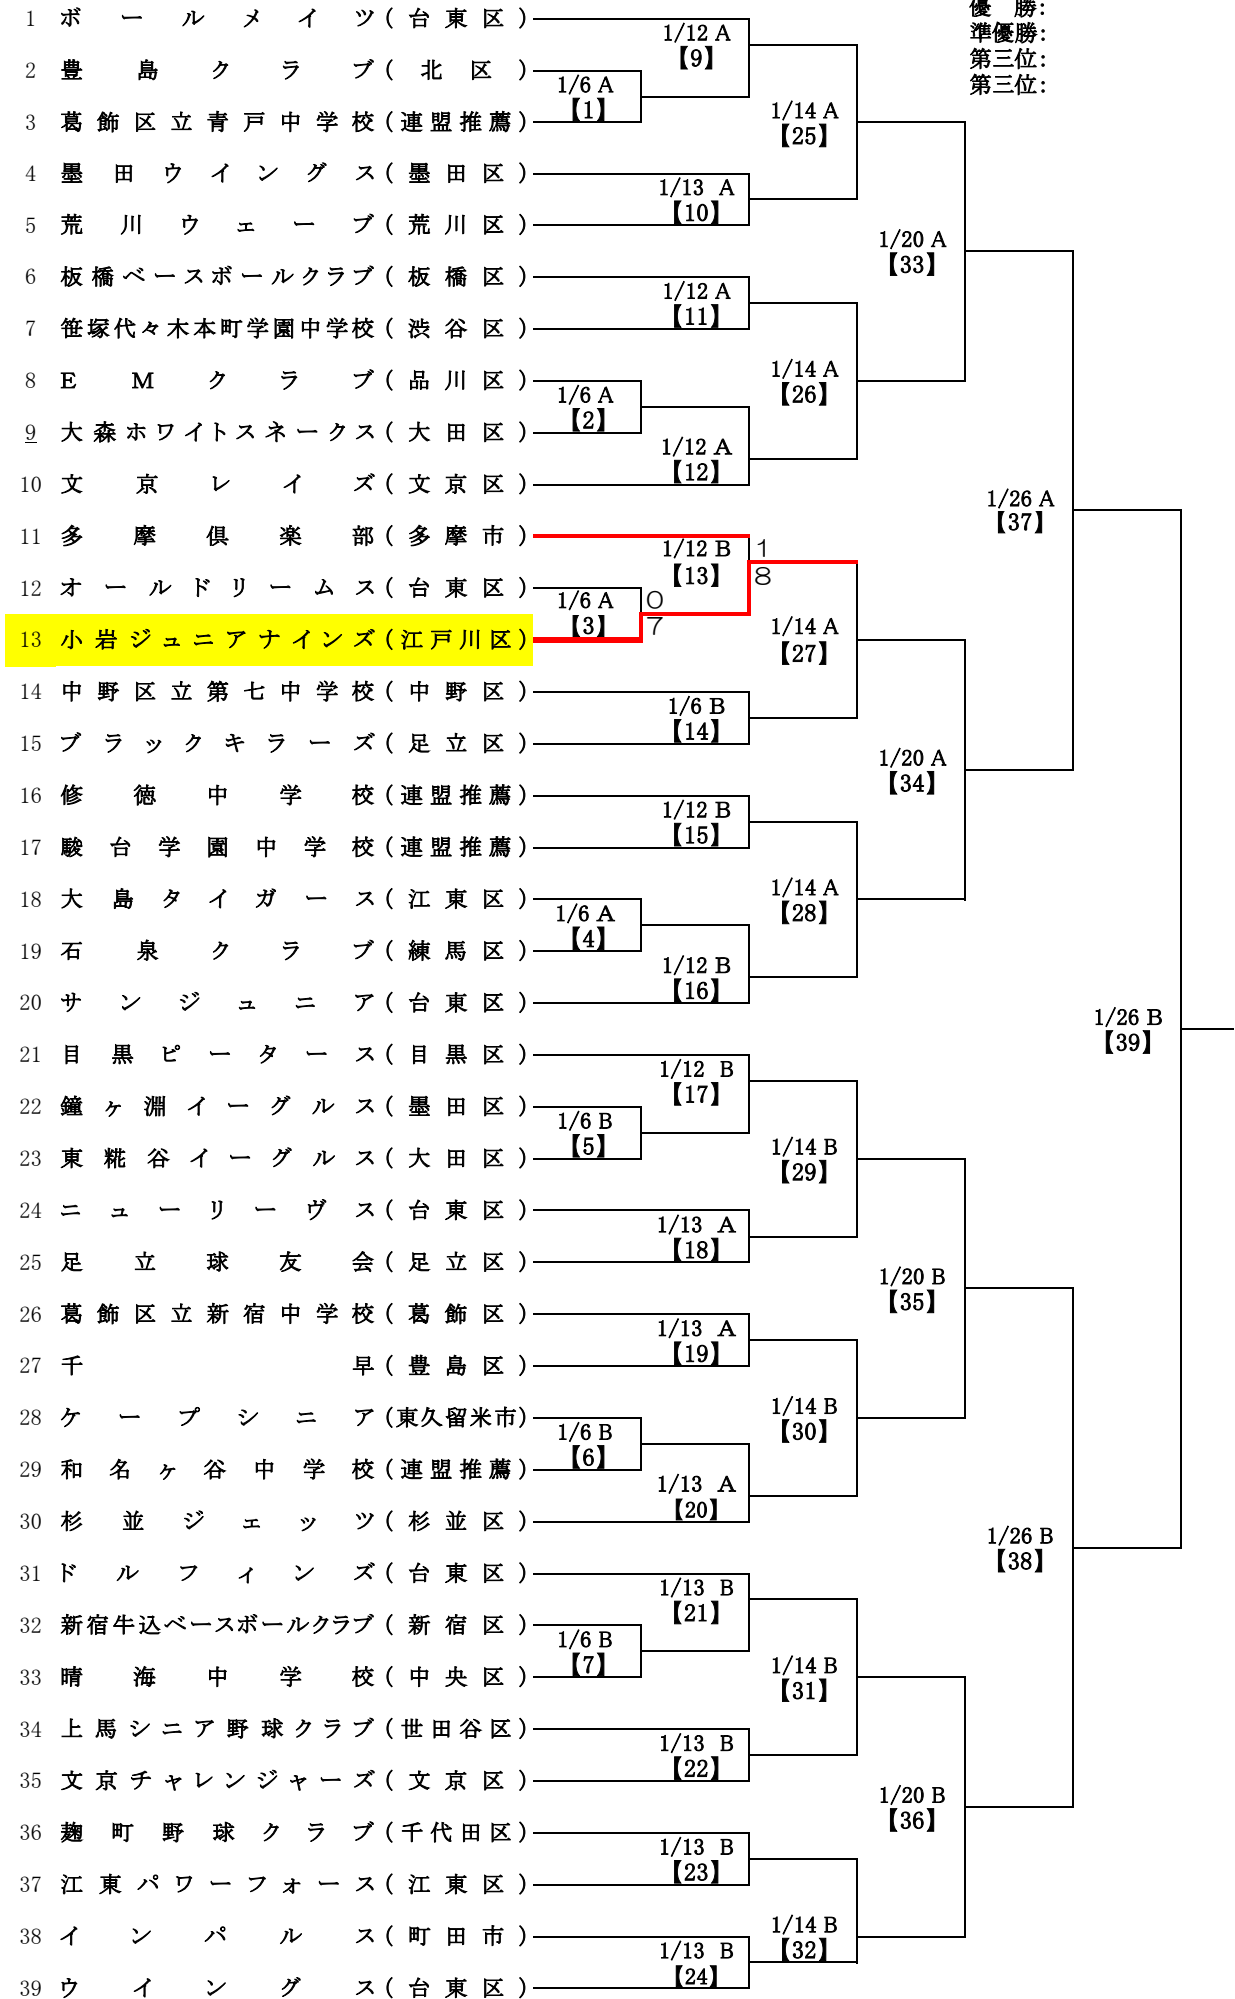 優　勝：
準優勝：
第三位：
第三位：
1 ボールメイツ（台東区）
2 豊島クラブ（北区）
3 葛飾区立青戸中学校（連盟推薦）
4 墨田ウイングス（墨田区）
5 荒川ウェーブ（荒川区）
6 板橋ベースボールクラブ（板橋区）
7 笹塚代々木本町学園中学校（渋谷区）
8 EMクラブ（品川区）
9 大森ホワイトスネークス（大田区）
10 文京レイズ（文京区）
11 多摩倶楽部（多摩市）
12 オールドリームス（台東区）
13 小岩ジュニアナインズ（江戸川区）
14 中野区立第七中学校（中野区）
15 ブラックキラーズ（足立区）
16 修徳中学校（連盟推薦）
17 駿台学園中学校（連盟推薦）
18 大島タイガース（江東区）
19 石泉クラブ（練馬区）
20 サンジュニア（台東区）
21 目黒ピータース（目黒区）
22 鐘ヶ淵イーグルス（墨田区）
23 東糀谷イーグルス（大田区）
24 ニューリーヴス（台東区）
25 足立球友会（足立区）
26 葛飾区立新宿中学校（葛飾区）
27 千早（豊島区）
28 ケープシニア（東久留米市）
29 和名ヶ谷中学校（連盟推薦）
30 杉並ジェッツ（杉並区）
31 ドルフィンズ（台東区）
32 新宿牛込ベースボールクラブ（新宿区）
33 晴海中学校（中央区）
34 上馬シニア野球クラブ（世田谷区）
35 文京チャレンジャーズ（文京区）
36 麹町野球クラブ（千代田区）
37 江東パワーフォース（江東区）
38 インパルス（町田市）
39 ウイングス（台東区）
1/6 A
【1】
1/6 A
【2】
1/6 A
【3】
0
7
1/6 A
【4】
1/6 B
【5】
1/6 B
【6】
1/6 B
【7】
1/12 A
【9】
1/13 A
【10】
1/12 A
【11】
1/12 A
【12】
1/12 B
【13】
1
8
1/6 B
【14】
1/12 B
【15】
1/12 B
【16】
1/12 B
【17】
1/13 A
【18】
1/13 A
【19】
1/13 A
【20】
1/13 B
【21】
1/13 B
【22】
1/13 B
【23】
1/13 B
【24】
1/14 A
【25】
1/14 A
【26】
1/14 A
【27】
1/14 A
【28】
1/14 B
【29】
1/14 B
【30】
1/14 B
【31】
1/14 B
【32】
1/20 A
【33】
1/20 A
【34】
1/20 B
【35】
1/20 B
【36】
1/26 A
【37】
1/26 B
【38】
1/26 B
【39】